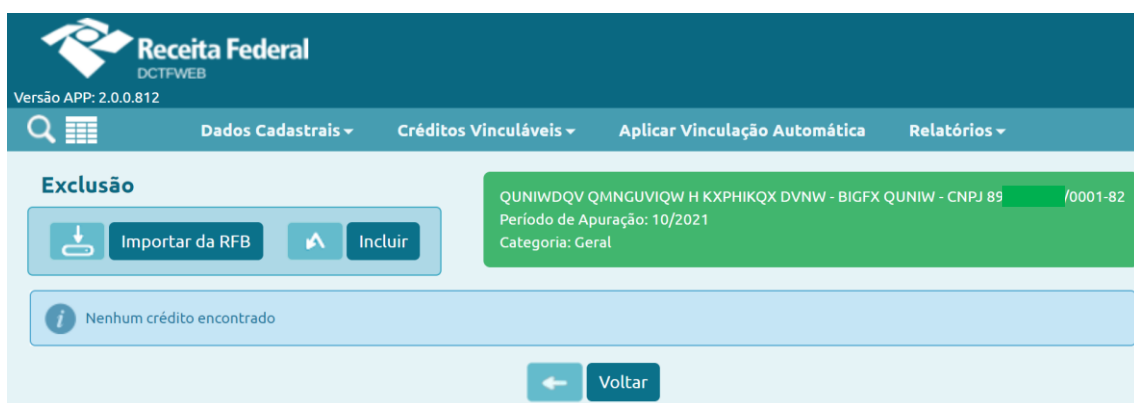 Receita Federal
DCTFWEB
Versão APP: 2.0.0.812
Dados Cadastrais Créditos Vinculáveis Aplicar Vinculação Automática Relatórios
Exclusão
Importar da RFB Incluir
QUNIWDQV QMNGUVIQW H KXPHIKQX DVNW - BIGFX QUNIW - CNPJ 89 /0001-82
Período de Apuração: 10/2021
Categoria: Geral
Nenhum crédito encontrado
Voltar